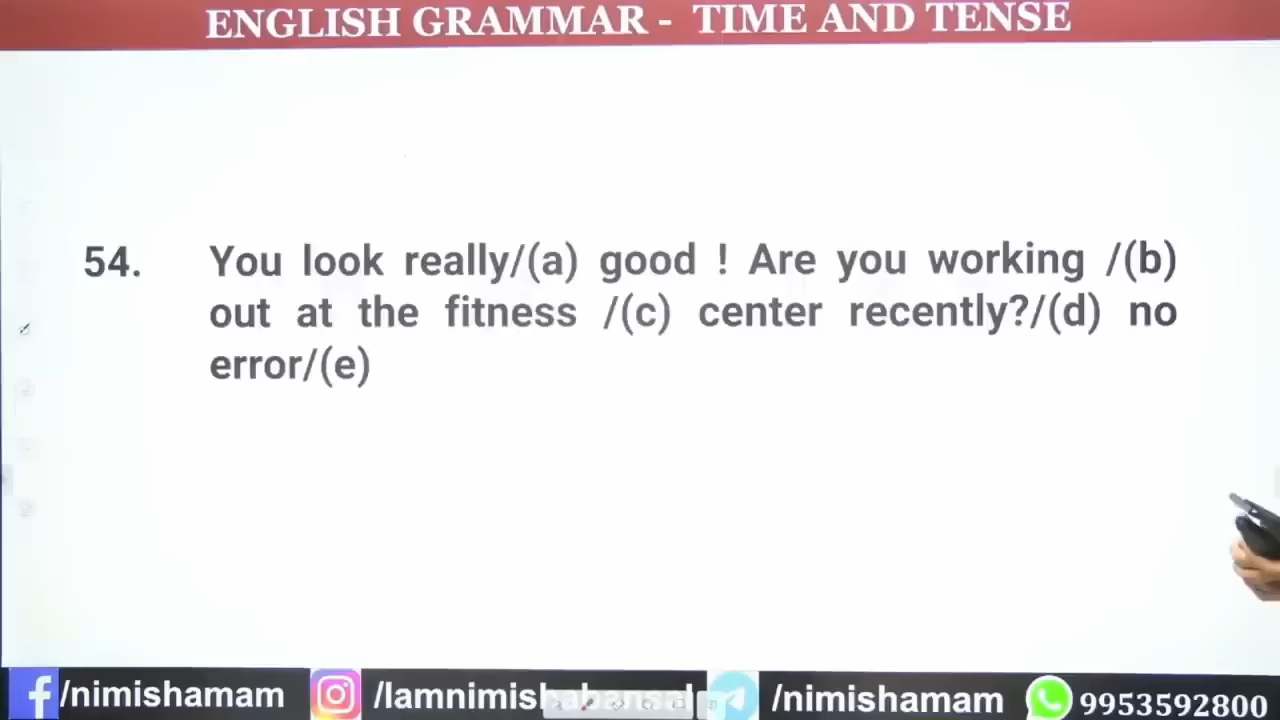 ENGLISH GRAMMAR - TIME AND TENSE
54. You look really/(a) good ! Are you working /(b)
out at the fitness /(c) center recently?/(d) no
error/(e)
/nimishamam /Iamnimishabansal /nimishamam 9953592800